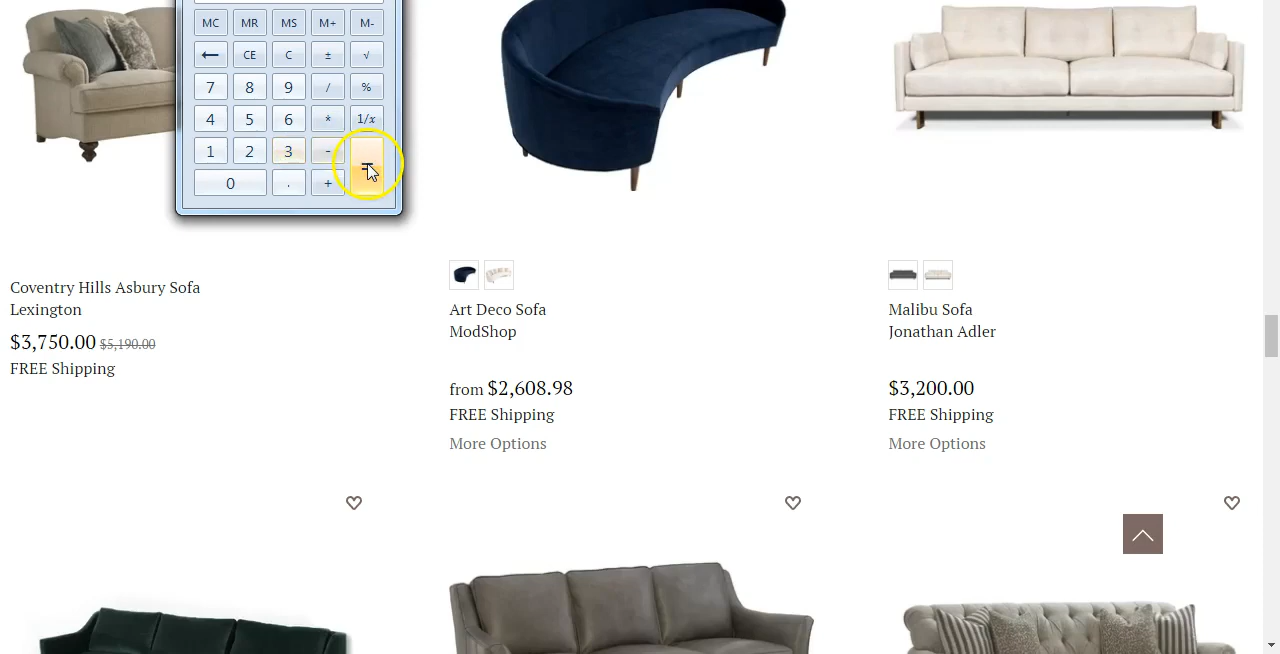 MC MR MS M+ M-
← CE C ± √
7 8 9 / %
4 5 6 * 1/x
1 2 3 - =
0 . +
Coventry Hills Asbury Sofa
Lexington
$3,750.00 $5,190.00
FREE Shipping
Art Deco Sofa
ModShop
from $2,608.98
FREE Shipping
More Options
Malibu Sofa
Jonathan Adler
$3,200.00
FREE Shipping
More Options